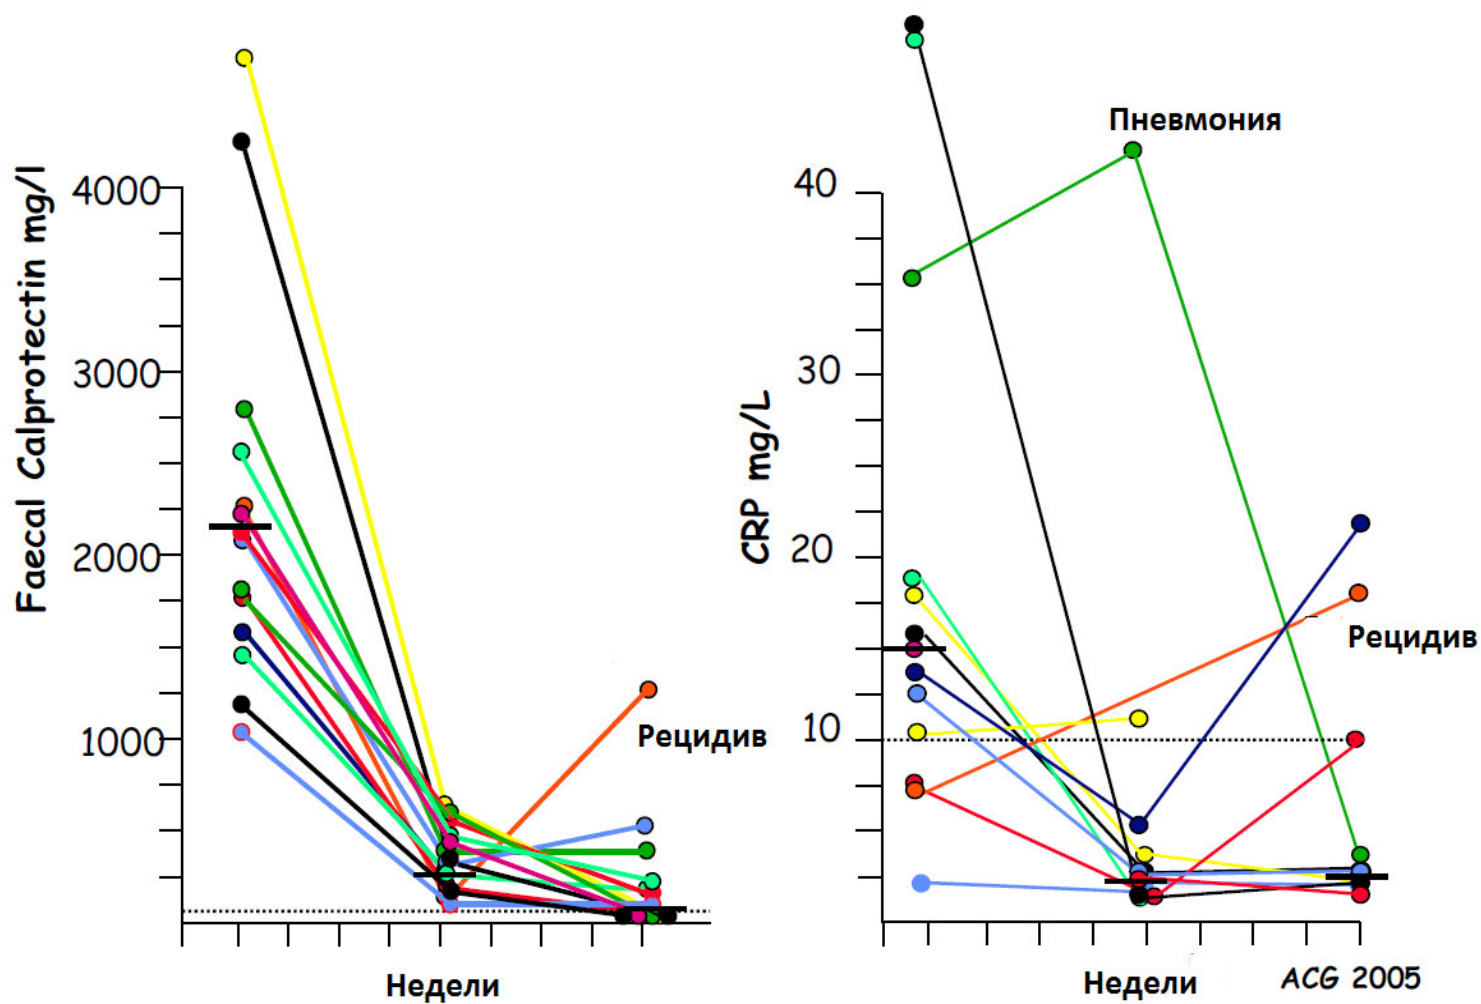 Faecal Calprotectin mg/l
4000
3000
2000
1000
Рецидив
Недели
CRP mg/L
40
30
20
10
Пневмония
Рецидив
Недели
ACG 2005